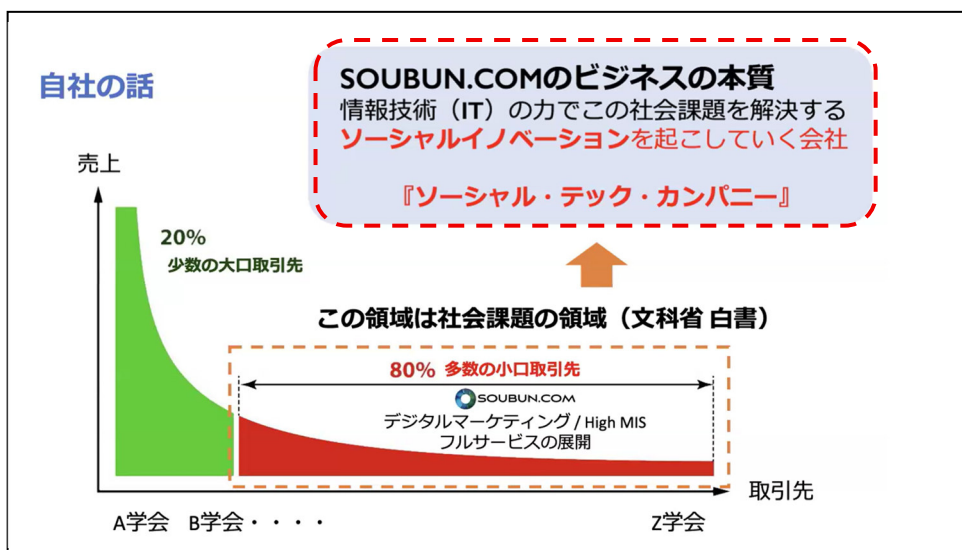 自社の話
SOUBUN.COMのビジネスの本質
情報技術（IT）の力でこの社会課題を解決する
ソーシャルイノベーションを起こしていく会社
『ソーシャル・テック・カンパニー』
売上
20%
少数の大口取引先
この領域は社会課題の領域（文科省 白書）
80% 多数の小口取引先
SOUBUN.COM
デジタルマーケティング / High MIS
フルサービスの展開
取引先
A学会 B学会・・・・ Z学会